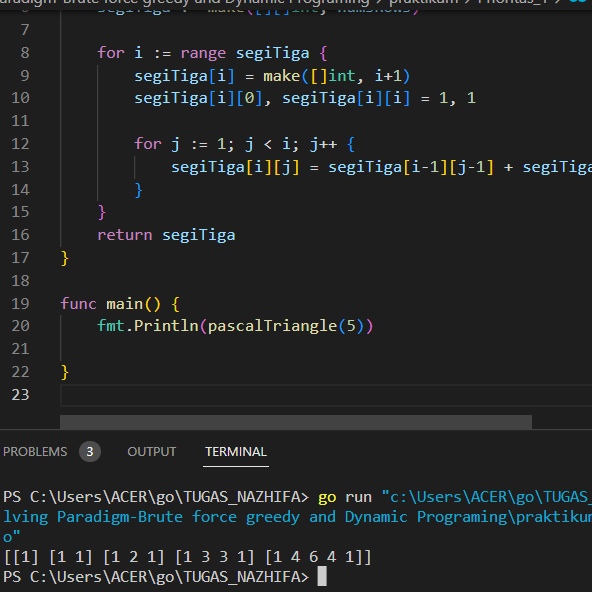 aradigm-Brute force greedy and Dynamic Programing > praktikum > Prioritas_1 >
7
8 for i := range segiTiga {
9 segiTiga[i] = make([]int, i+1)
10 segiTiga[i][0], segiTiga[i][i] = 1, 1
11
12 for j := 1; j < i; j++ {
13 segiTiga[i][j] = segiTiga[i-1][j-1] + segiTiga
14 }
15 }
16 return segiTiga
17 }
18
19 func main() {
20 fmt.Println(pascalTriangle(5))
21
22 }
23
PROBLEMS 3 OUTPUT TERMINAL
PS C:\Users\ACER\go\TUGAS_NAZHIFA> go run "c:\Users\ACER\go\TUGAS_
lving Paradigm-Brute force greedy and Dynamic Programing\praktikum
o"
[[1] [1 1] [1 2 1] [1 3 3 1] [1 4 6 4 1]]
PS C:\Users\ACER\go\TUGAS_NAZHIFA>